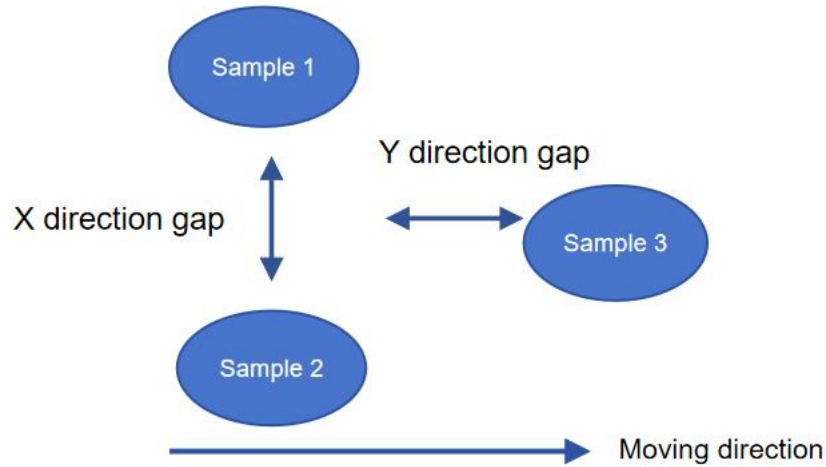 Sample 1
Y direction gap
X direction gap
Sample 3
Sample 2
Moving direction